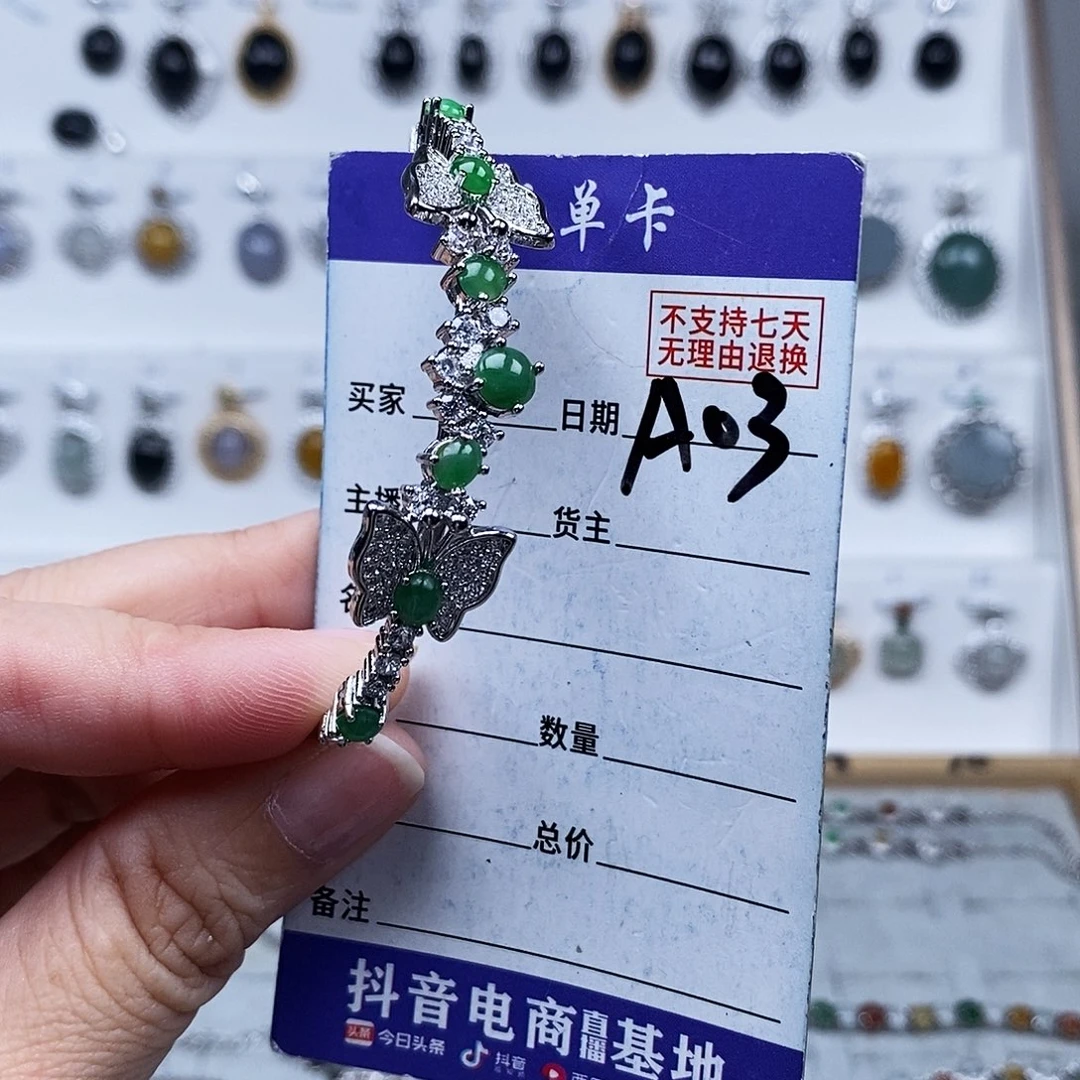 单卡
不支持七天
无理由退换
买家 日期 A03
主播 货主
数量
总价
备注
抖音电商直播基地
头条 今日头条 抖音